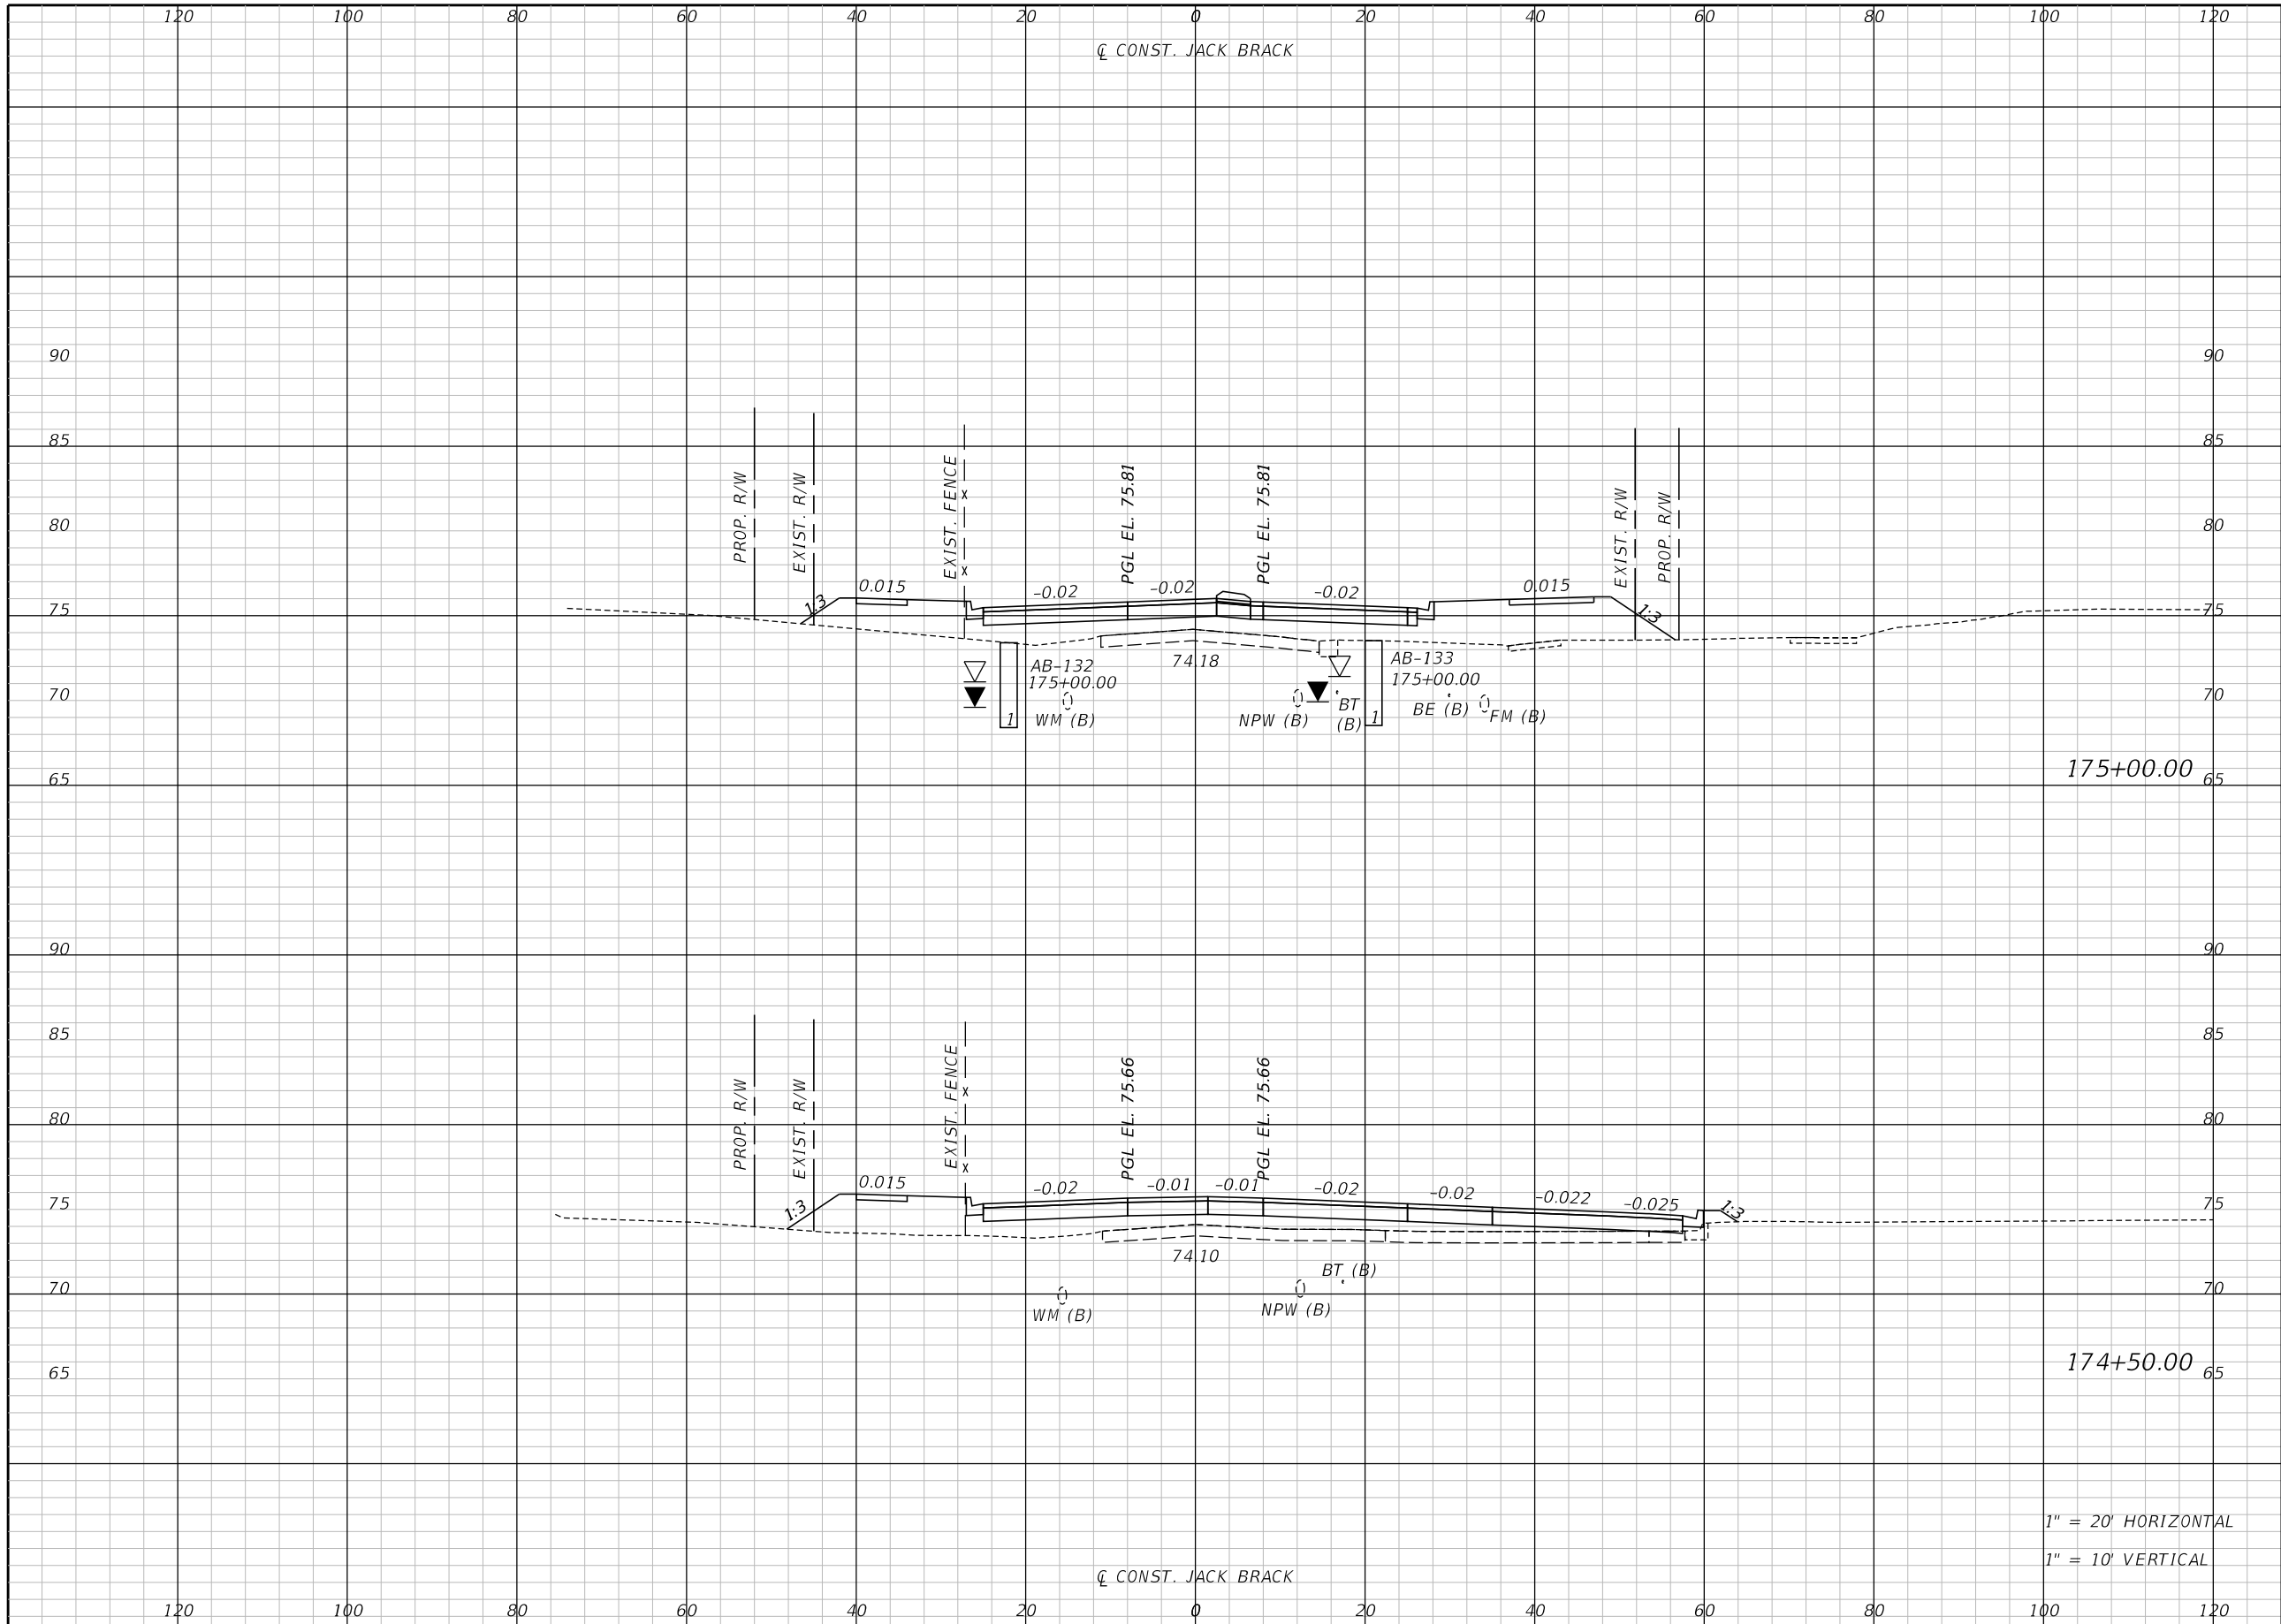 120 100 80 60 40 20 0 20 40 60 80 100 120
℄ CONST. JACK BRACK
90 90
85 85
PROP. R/W
EXIST. R/W
EXIST. FENCE
PGL EL. 75.81
PGL EL. 75.81
EXIST. R/W
PROP. R/W
80 80
1:3
0.015
-0.02
-0.02
-0.02
0.015
1:3
75 75
AB-132
175+00.00
1
WM (B)
74.18
NPW (B)
BT
(B)
AB-133
175+00.00
1
BE (B)
FM (B)
70 70
175+00.00
65 65
90 90
85 85
PROP. R/W
EXIST. R/W
EXIST. FENCE
PGL EL. 75.66
PGL EL. 75.66
80 80
1:3
0.015
-0.02
-0.01
-0.01
-0.02
-0.02
-0.022
-0.025
1:3
75 75
74.10
BT (B)
70 70
WM (B)
NPW (B)
174+50.00
65 65
1" = 20' HORIZONTAL
1" = 10' VERTICAL
℄ CONST. JACK BRACK
120 100 80 60 40 20 0 20 40 60 80 100 120